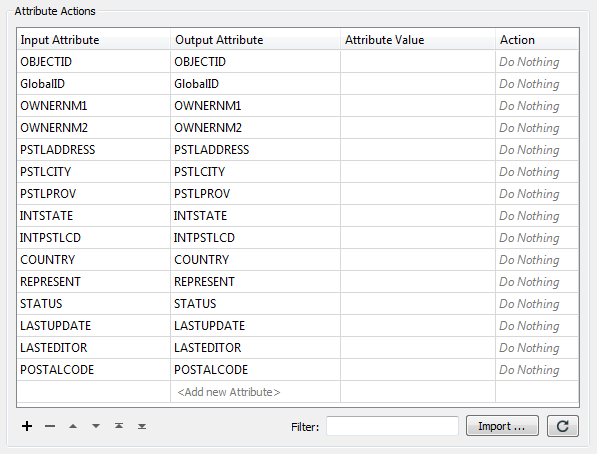 Attribute Actions
Input Attribute Output Attribute Attribute Value Action
OBJECTID OBJECTID Do Nothing
GlobalID GlobalID Do Nothing
OWNERNM1 OWNERNM1 Do Nothing
OWNERNM2 OWNERNM2 Do Nothing
PSTLADDRESS PSTLADDRESS Do Nothing
PSTLCITY PSTLCITY Do Nothing
PSTLPROV PSTLPROV Do Nothing
INTSTATE INTSTATE Do Nothing
INTPSTLCD INTPSTLCD Do Nothing
COUNTRY COUNTRY Do Nothing
REPRESENT REPRESENT Do Nothing
STATUS STATUS Do Nothing
LASTUPDATE LASTUPDATE Do Nothing
LASTEDITOR LASTEDITOR Do Nothing
POSTALCODE POSTALCODE Do Nothing
<Add new Attribute>
Filter: Import ...